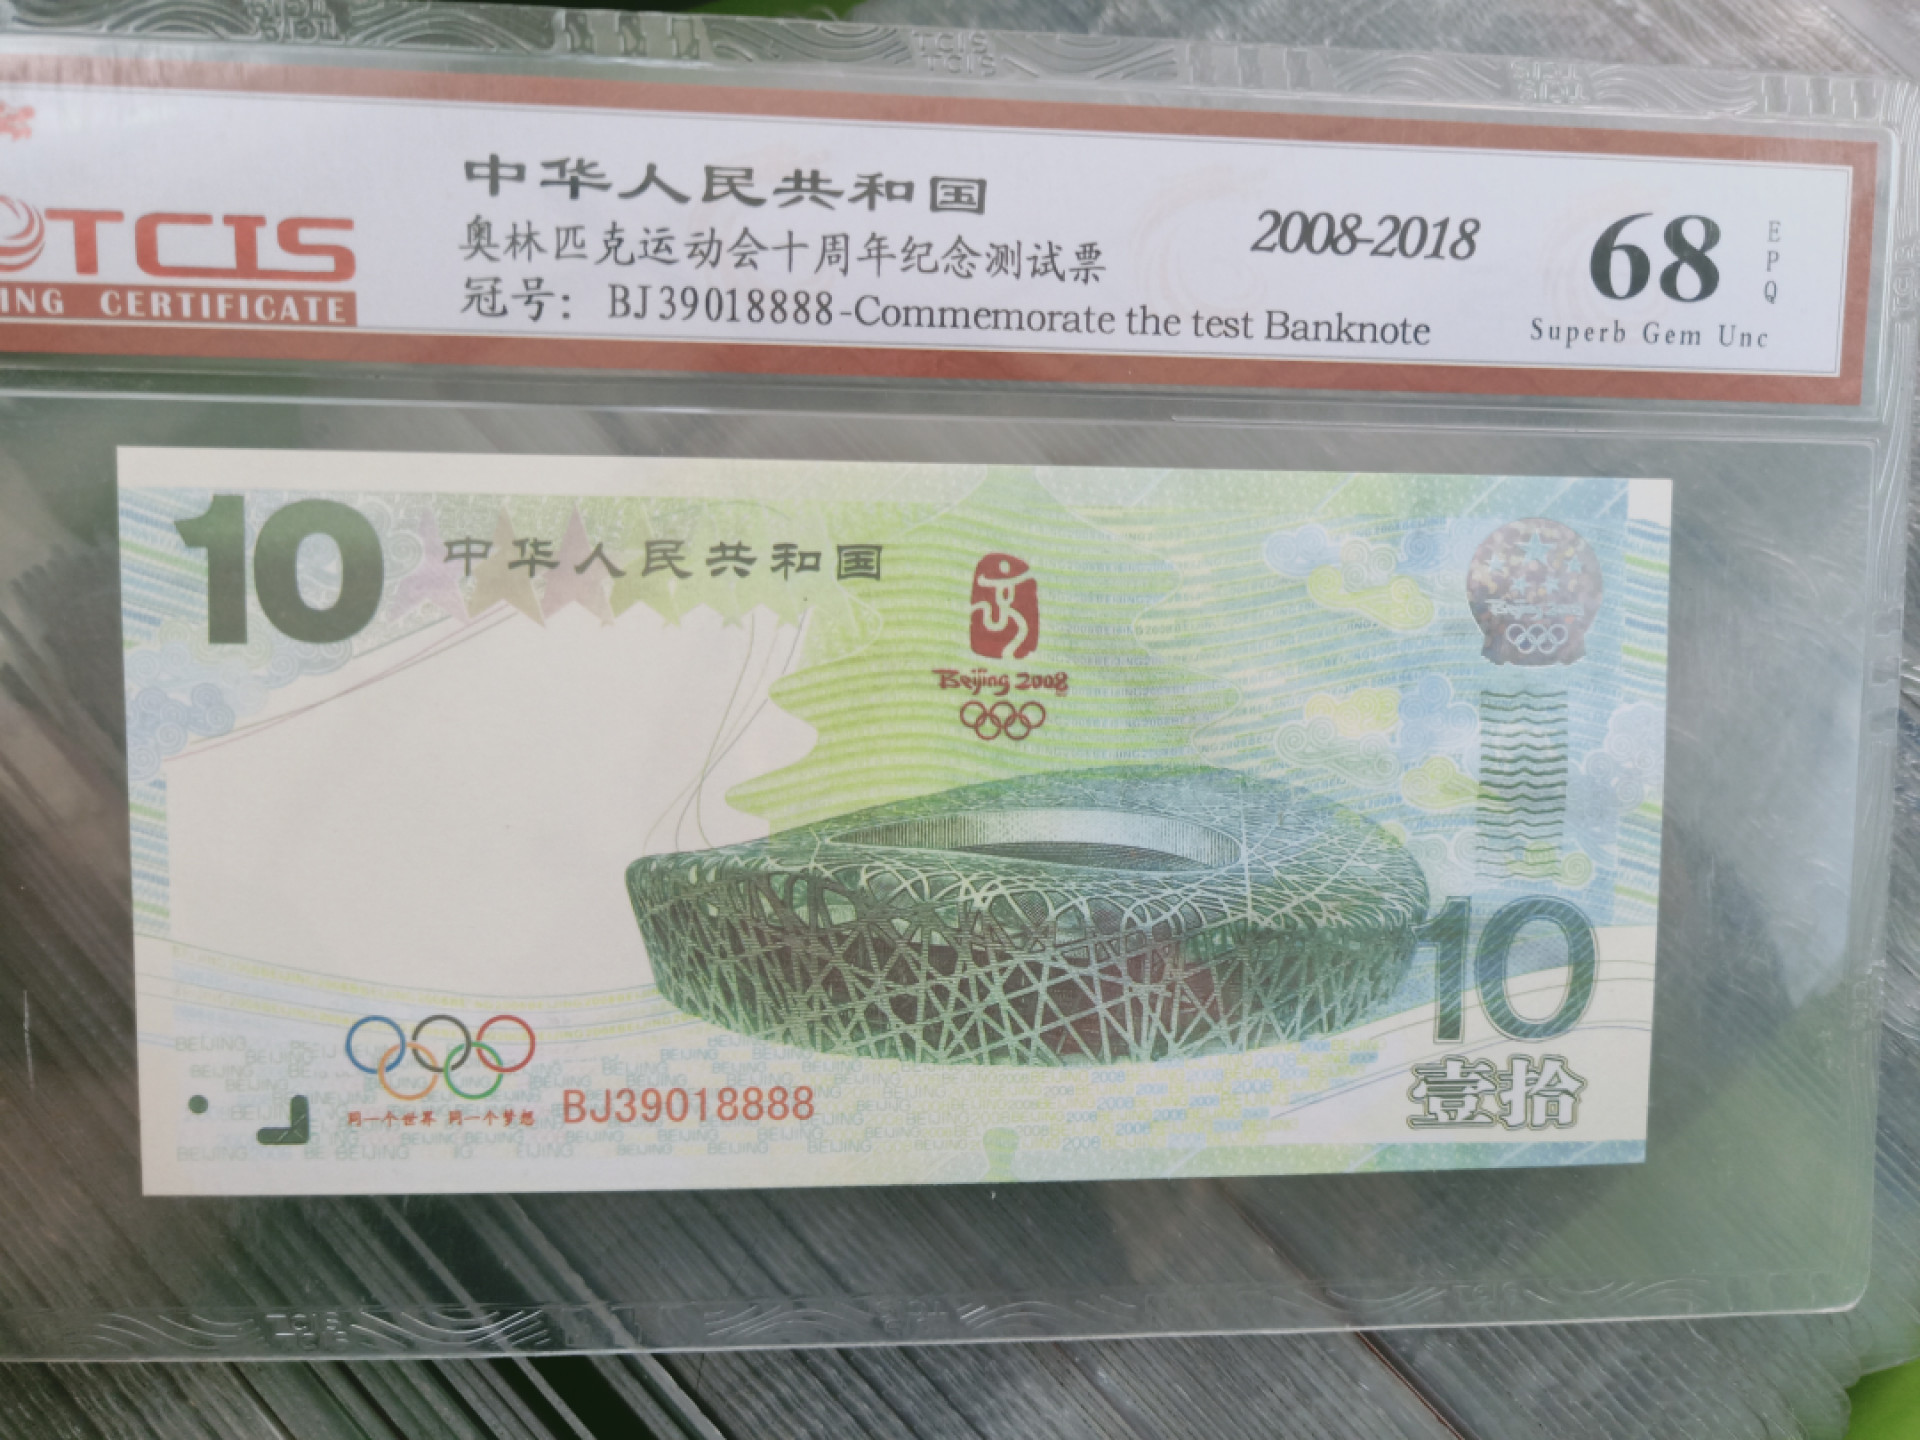 TCIS
ING CERTIFICATE
中华人民共和国
奥林匹克运动会十周年纪念测试票
冠号：BJ39018888-Commemorate the test Banknote
2008-2018
68
EPQ
Superb Gem Unc
10
中华人民共和国
Beijing 2008
Beijing 2008
10
壹拾
同一个世界 同一个梦想
BJ39018888